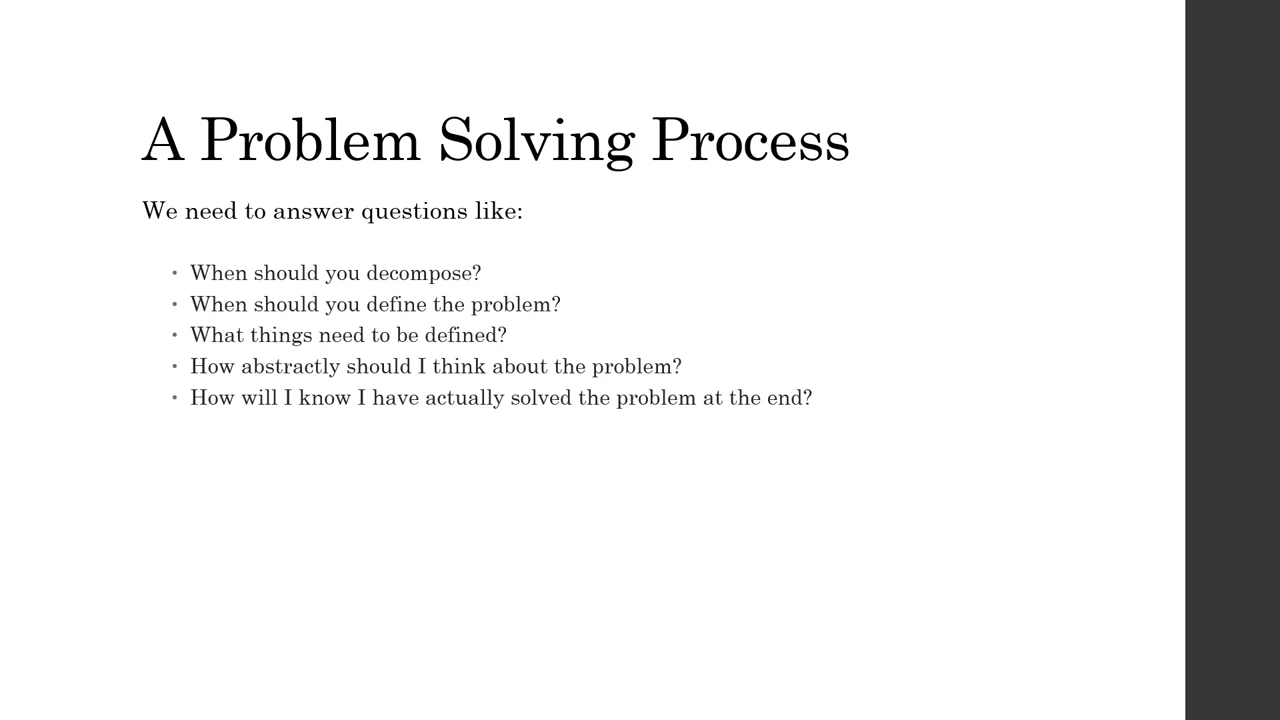 A Problem Solving Process
We need to answer questions like:
• When should you decompose?
• When should you define the problem?
• What things need to be defined?
• How abstractly should I think about the problem?
• How will I know I have actually solved the problem at the end?